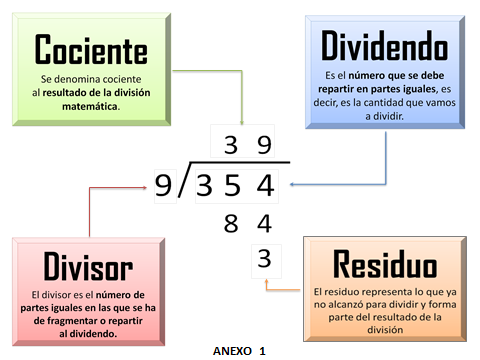 Cociente
Se denomina cociente
al resultado de la división
matemática.
Dividendo
Es el número que se debe
repartir en partes iguales, es
decir, es la cantidad que vamos
a dividir.
3 9
9 3 5 4
8 4
3
Divisor
El divisor es el número de
partes iguales en las que se ha
de fragmentar o repartir
al dividendo.
Residuo
El residuo representa lo que ya
no alcanzó para dividir y forma
parte del resultado de la
división
ANEXO 1